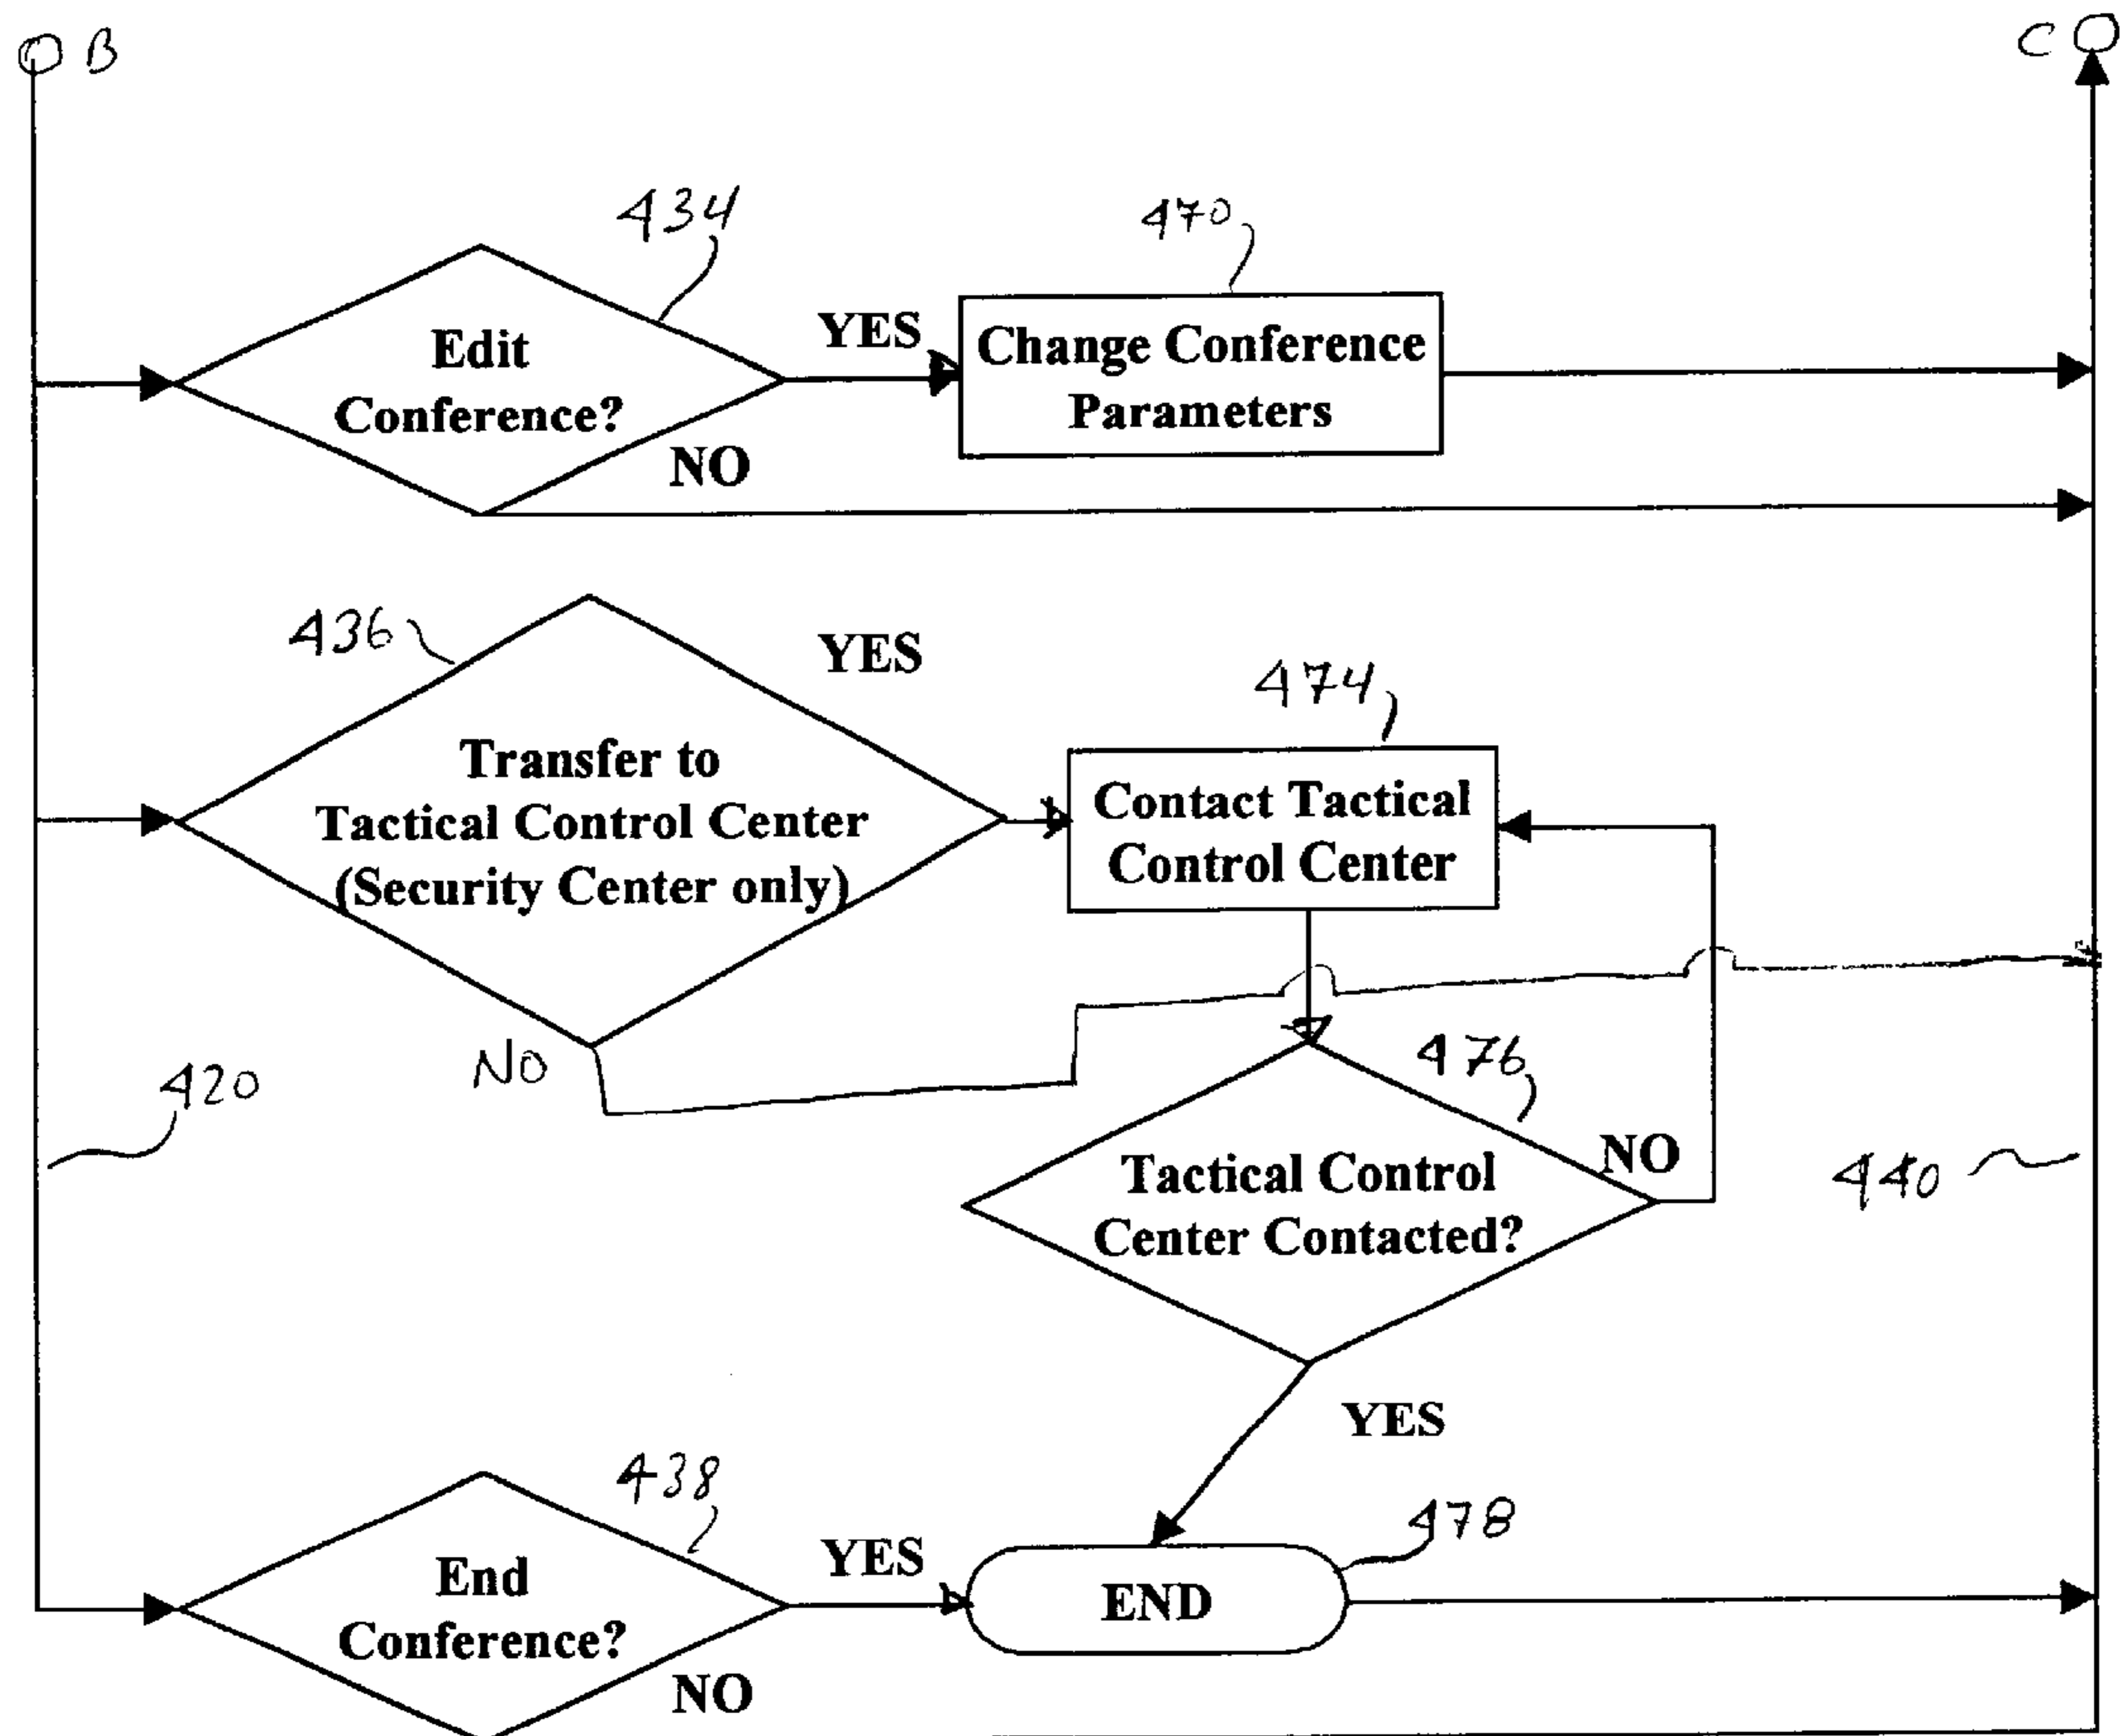 B
C
434
470
Edit
Conference?
YES
Change Conference
Parameters
NO
436
YES
474
Transfer to
Tactical Control Center
(Security Center only)
Contact Tactical
Control Center
No
420
476
NO
Tactical Control
Center Contacted?
440
YES
438
478
End
Conference?
YES
END
NO